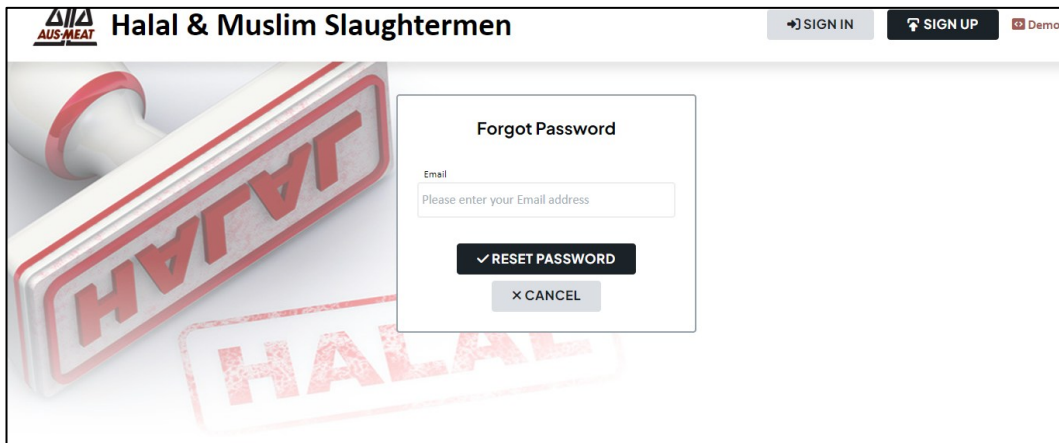 AUS-MEAT
Halal & Muslim Slaughtermen
SIGN IN
SIGN UP
Demo
Forgot Password
Email
Please enter your Email address
RESET PASSWORD
CANCEL
HALAL
HALAL